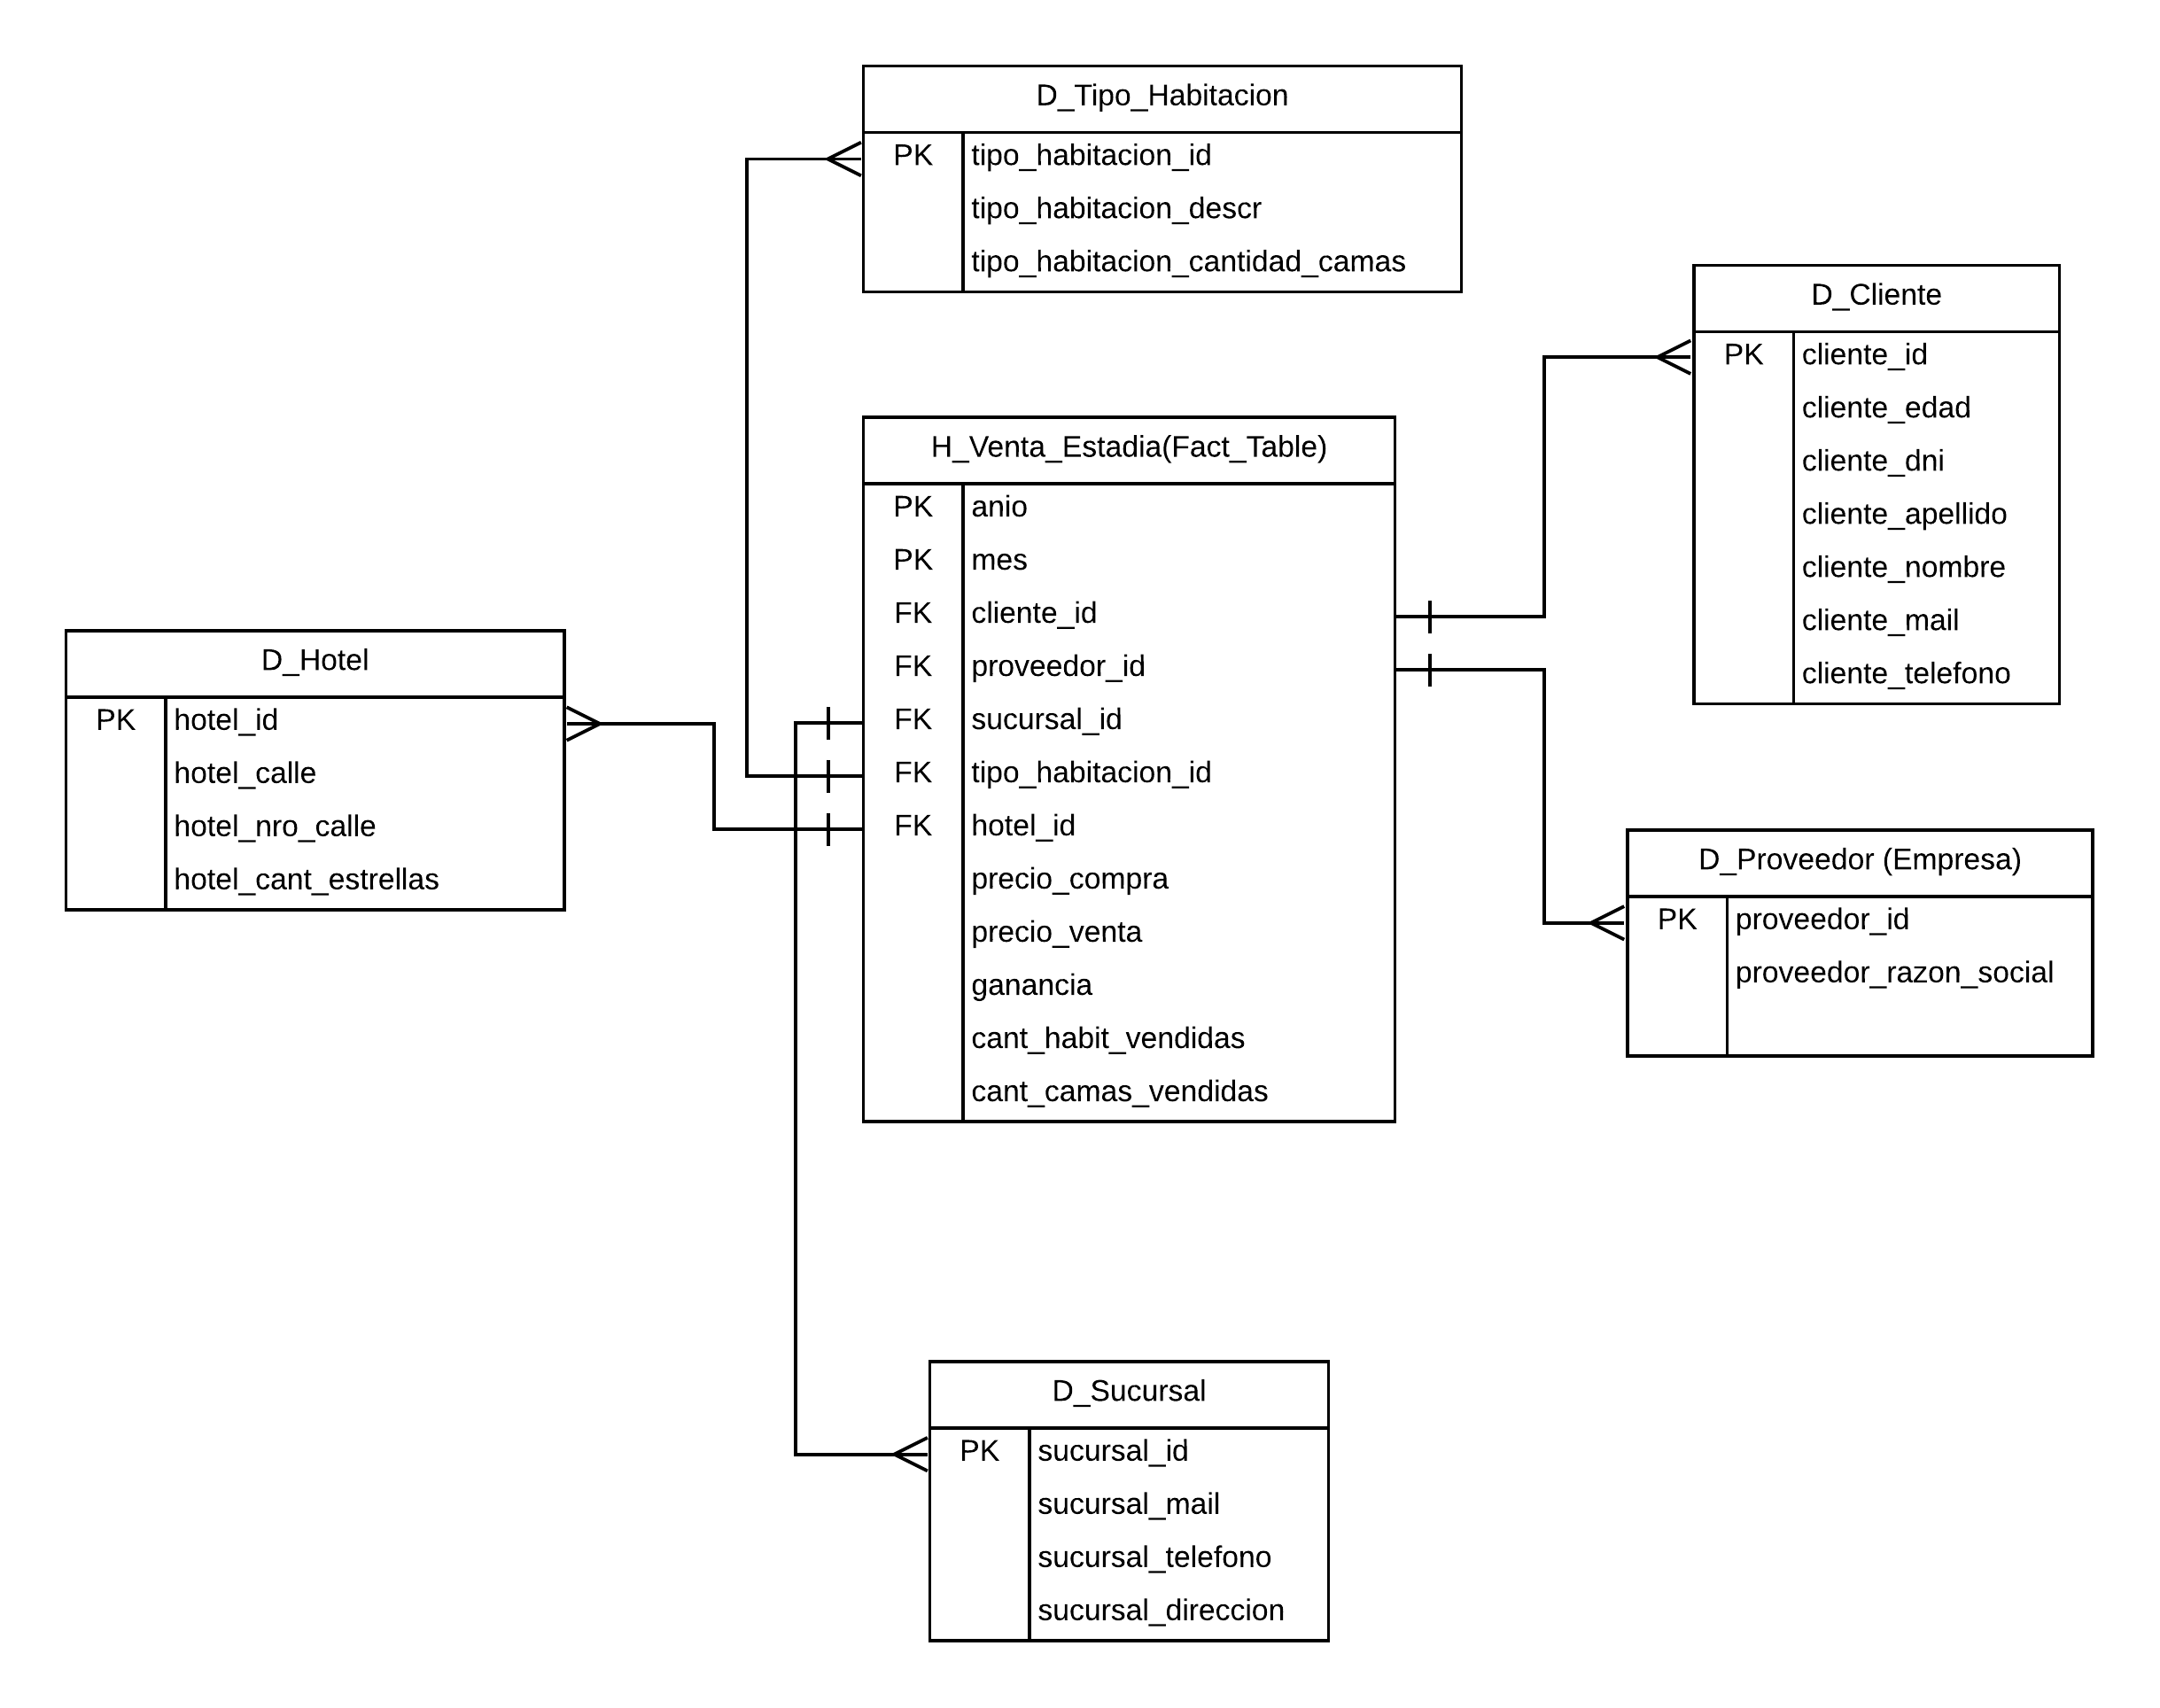 D_Tipo_Habitacion
PK tipo_habitacion_id
tipo_habitacion_descr
tipo_habitacion_cantidad_camas
D_Cliente
PK cliente_id
cliente_edad
cliente_dni
cliente_apellido
cliente_nombre
cliente_mail
cliente_telefono
H_Venta_Estadia(Fact_Table)
PK anio
PK mes
FK cliente_id
FK proveedor_id
FK sucursal_id
FK tipo_habitacion_id
FK hotel_id
precio_compra
precio_venta
ganancia
cant_habit_vendidas
cant_camas_vendidas
D_Hotel
PK hotel_id
hotel_calle
hotel_nro_calle
hotel_cant_estrellas
D_Proveedor (Empresa)
PK proveedor_id
proveedor_razon_social
D_Sucursal
PK sucursal_id
sucursal_mail
sucursal_telefono
sucursal_direccion